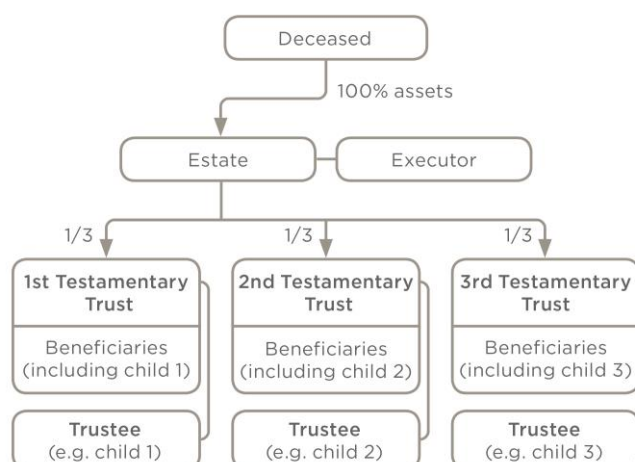 Deceased
100% assets
Estate
Executor
1/3
1/3
1/3
1st Testamentary
Trust
Beneficiaries
(including child 1)
Trustee
(e.g. child 1)
2nd Testamentary
Trust
Beneficiaries
(including child 2)
Trustee
(e.g. child 2)
3rd Testamentary
Trust
Beneficiaries
(including child 3)
Trustee
(e.g. child 3)